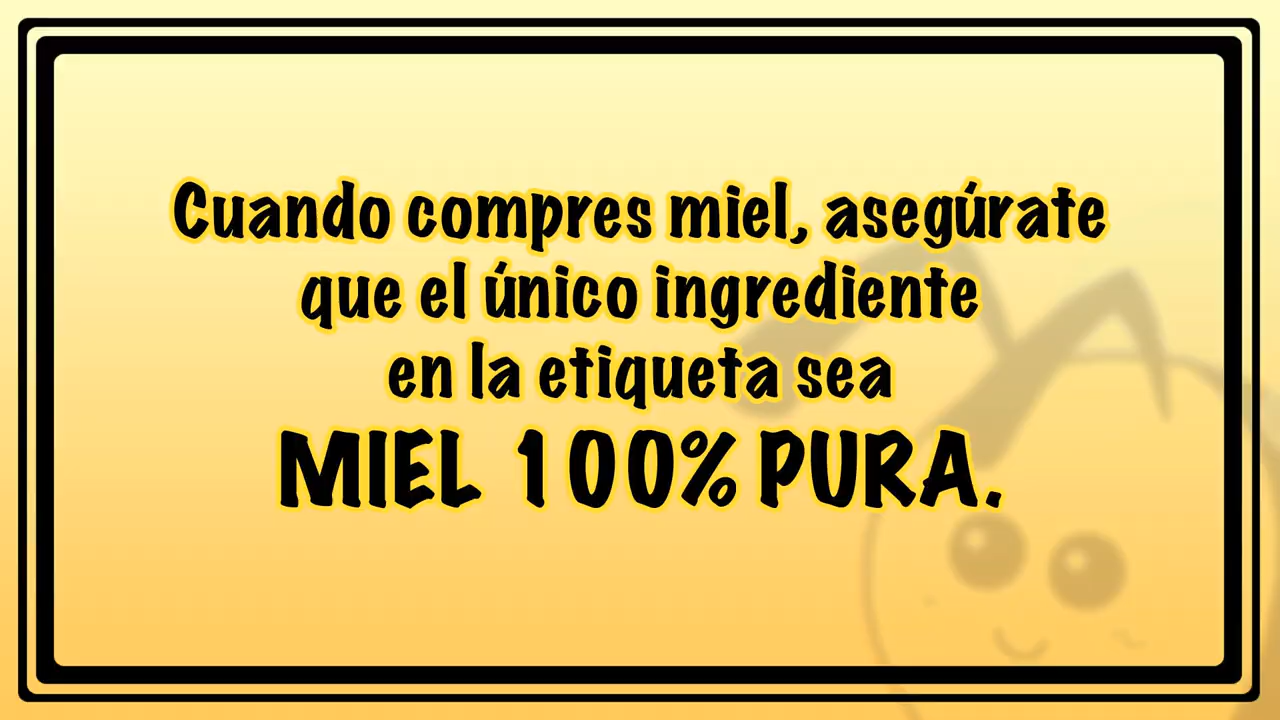 Cuando compres miel, asegúrate
que el único ingrediente
en la etiqueta sea
MIEL 100% PURA.